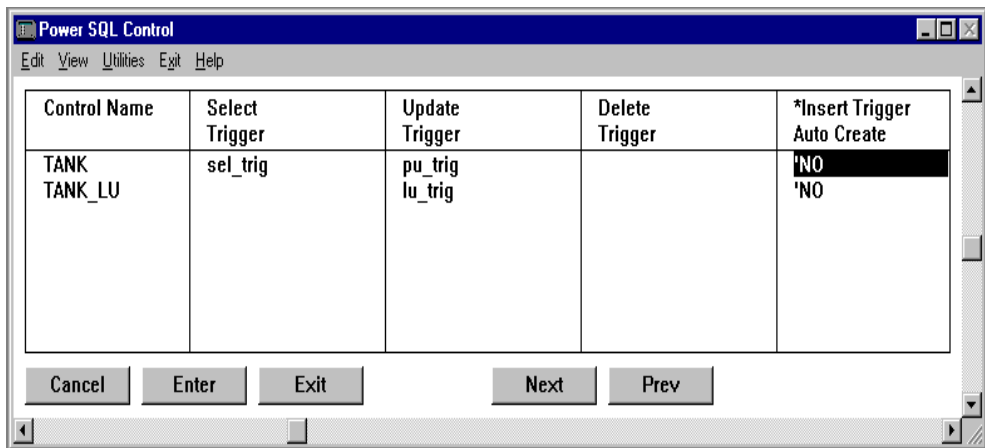 Power SQL Control
Edit View Utilities Exit Help
Control Name Select Trigger Update Trigger Delete Trigger *Insert Trigger Auto Create
TANK sel_trig pu_trig 'NO
TANK_LU lu_trig 'NO
Cancel Enter Exit Next Prev